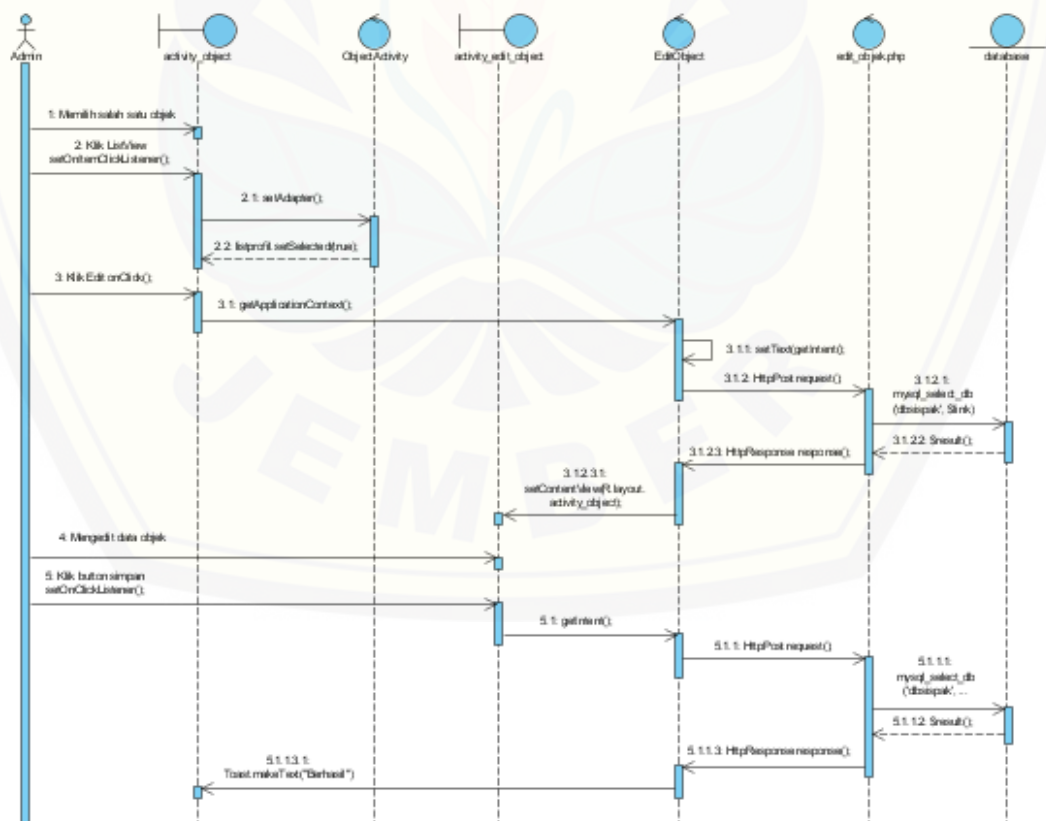 Admin
activity_object
ObjectActivity
activity_edit_object
EditObject
edit_objek.php
database
1: Memilih salah satu objek
2: Klik ListView
setOnItemClickListener();
2.1: setAdapter();
2.2: listprofil.setSelected(true);
3: Klik Edit onClick();
3.1: getApplicationContext();
3.1.1: setText(getIntent();
3.1.2: HttpPost request()
3.1.2.1:
mysql_select_db
('dbsispak', $link)
3.1.2.2: $result();
3.1.2.3: HttpResponse response();
3.1.2.3.1:
setContentView(R.layout.
activity_object);
4: Mengedit data objek
5: Klik button simpan
setOnClickListener();
5.1: getIntent();
5.1.1: HttpPost request()
5.1.1.1:
mysql_select_db
('dbsispak', ...
5.1.1.2: $result();
5.1.1.3: HttpResponse response();
5.1.1.3.1:
Toast.makeText("Berhasil")
JEMBER